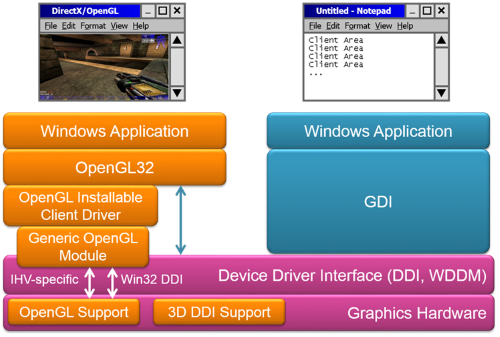 DirectX/OpenGL
File Edit Format View Help
Untitled - Notepad
File Edit Format View Help
Client Area
Client Area
Client Area
Client Area
...
Windows Application
OpenGL32
OpenGL Installable
Client Driver
Generic OpenGL
Module
Windows Application
GDI
IHV-specific
Win32 DDI
Device Driver Interface (DDI, WDDM)
OpenGL Support
3D DDI Support
Graphics Hardware